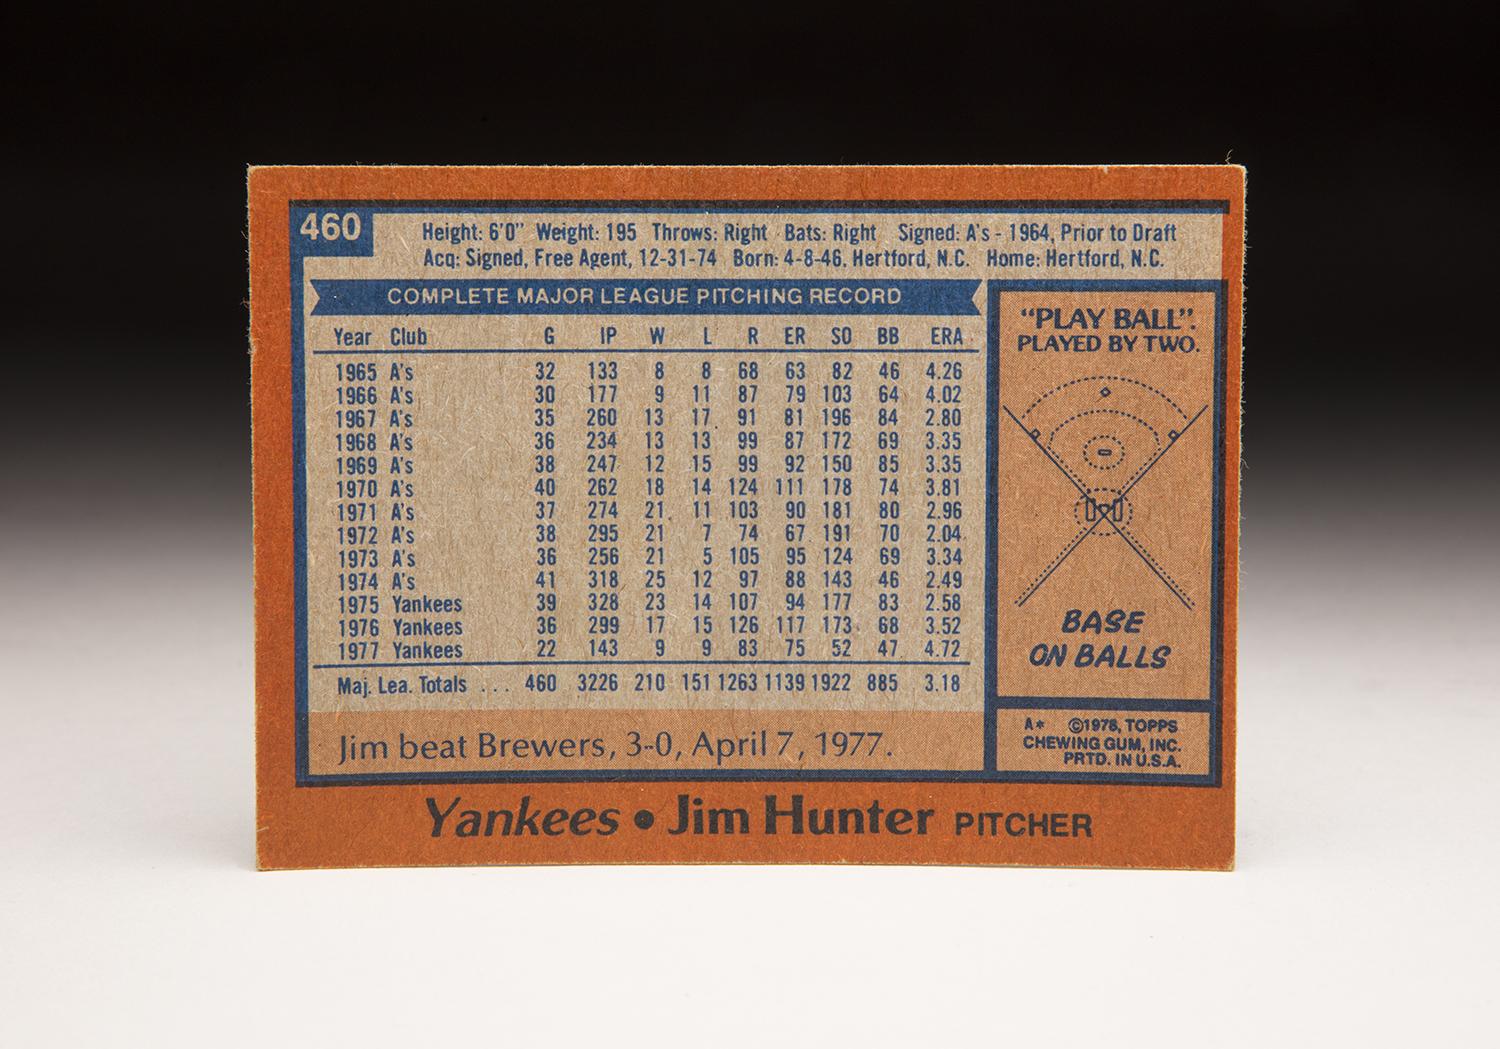 460
Height: 6'0" Weight: 195 Throws: Right Bats: Right Signed: A's - 1964, Prior to Draft
Acq: Signed, Free Agent, 12-31-74 Born: 4-8-46, Hertford, N.C. Home: Hertford, N.C.
COMPLETE MAJOR LEAGUE PITCHING RECORD
Year Club G IP W L R ER SO BB ERA
1965 A's 32 133 8 8 68 63 82 46 4.26
1966 A's 30 177 9 11 87 79 103 64 4.02
1967 A's 35 260 13 17 91 81 196 84 2.80
1968 A's 36 234 13 13 99 87 172 69 3.35
1969 A's 38 247 12 15 99 92 150 85 3.35
1970 A's 40 262 18 14 124 111 178 74 3.81
1971 A's 37 274 21 11 103 90 181 80 2.96
1972 A's 38 295 21 7 74 67 191 70 2.04
1973 A's 36 256 21 5 105 95 124 69 3.34
1974 A's 41 318 25 12 97 88 143 46 2.49
1975 Yankees 39 328 23 14 107 94 177 83 2.58
1976 Yankees 36 299 17 15 126 117 173 68 3.52
1977 Yankees 22 143 9 9 83 75 52 47 4.72
Maj. Lea. Totals . . . 460 3226 210 151 1263 1139 1922 885 3.18
Jim beat Brewers, 3-0, April 7, 1977.
"PLAY BALL".
PLAYED BY TWO.
BASE
ON BALLS
A* ©1978, TOPPS
CHEWING GUM, INC.
PRTD. IN U.S.A.
Yankees • Jim Hunter PITCHER